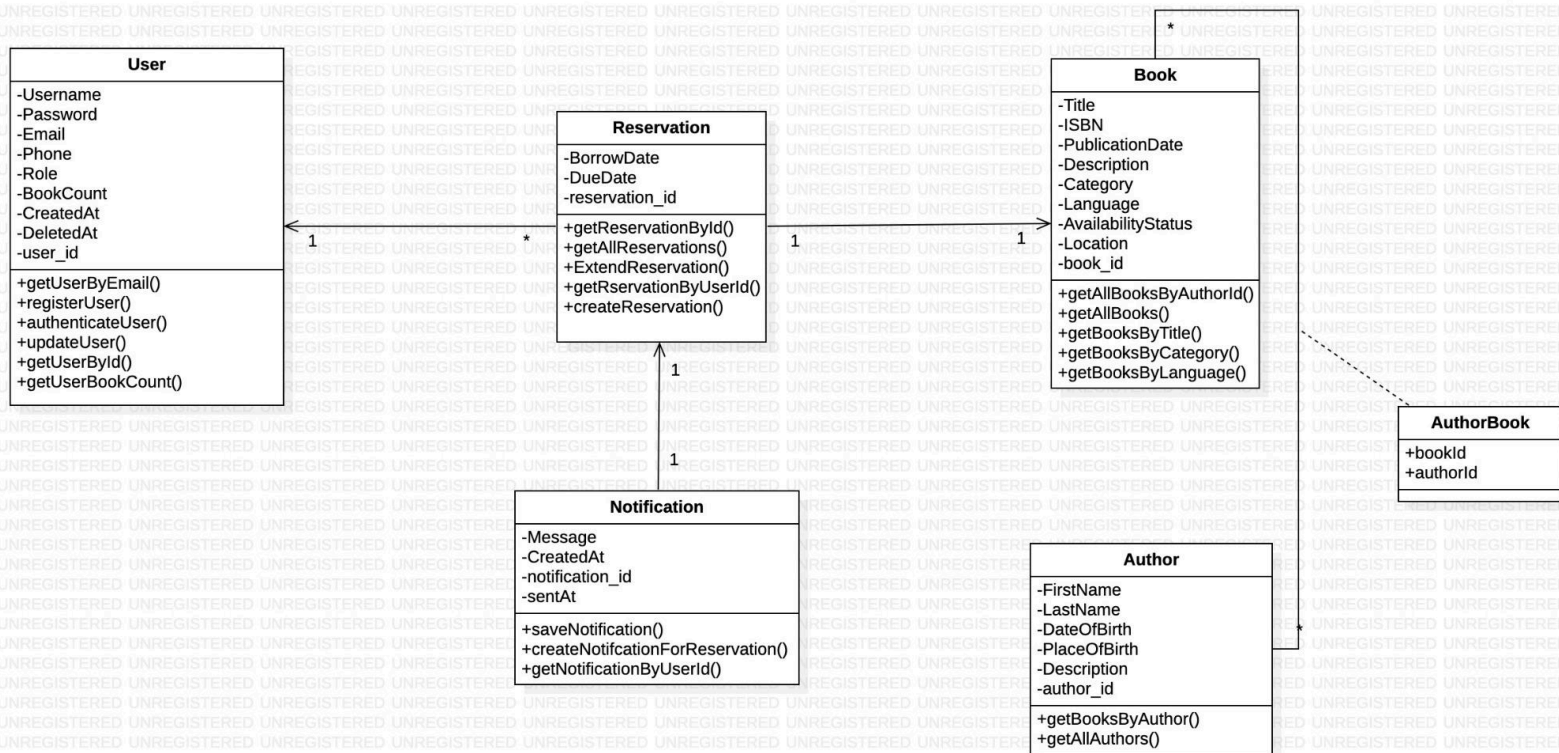 User
-Username
-Password
-Email
-Phone
-Role
-BookCount
-CreatedAt
-DeletedAt
-user_id
+getUserByEmail()
+registerUser()
+authenticateUser()
+updateUser()
+getUserById()
+getUserBookCount()
1
*
Reservation
-BorrowDate
-DueDate
-reservation_id
+getReservationById()
+getAllReservations()
+ExtendReservation()
+getRservationByUserId()
+createReservation()
1
1
*
Book
-Title
-ISBN
-PublicationDate
-Description
-Category
-Language
-AvailabilityStatus
-Location
-book_id
+getAllBooksByAuthorId()
+getAllBooks()
+getBooksByTitle()
+getBooksByCategory()
+getBooksByLanguage()
1
1
Notification
-Message
-CreatedAt
-notification_id
-sentAt
+saveNotification()
+createNotifcationForReservation()
+getNotificationByUserId()
AuthorBook
+bookId
+authorId
Author
-FirstName
-LastName
-DateOfBirth
-PlaceOfBirth
-Description
-author_id
+getBooksByAuthor()
+getAllAuthors()
*